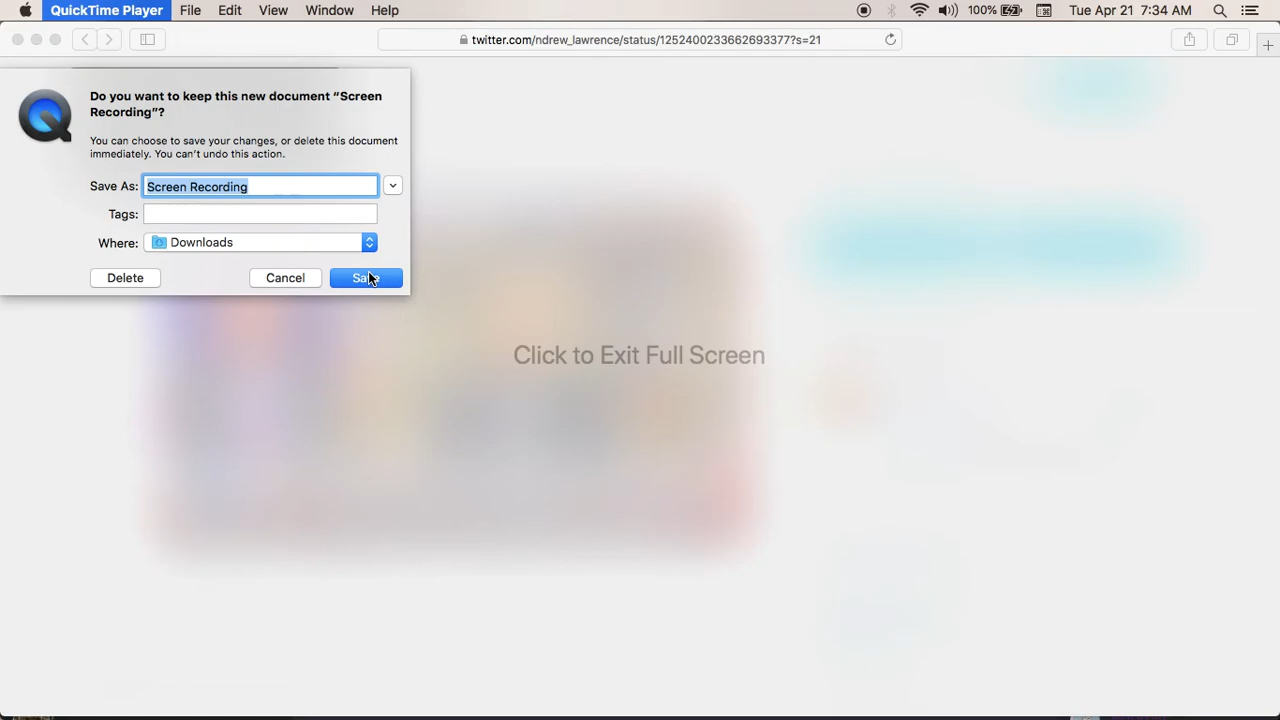 QuickTime Player File Edit View Window Help 100% Tue Apr 21 7:34 AM
twitter.com/ndrew_lawrence/status/1252400233662693377?s=21
Do you want to keep this new document “Screen
Recording”?
You can choose to save your changes, or delete this document
immediately. You can’t undo this action.
Save As: Screen Recording
Tags:
Where: Downloads
Delete Cancel Save
Click to Exit Full Screen